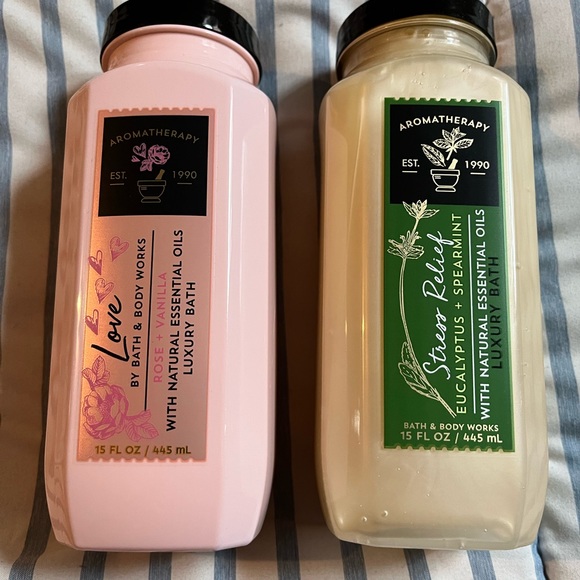 AROMATHERAPY
EST. 1990
Love
BY BATH & BODY WORKS
ROSE + VANILLA
WITH NATURAL ESSENTIAL OILS
LUXURY BATH
15 FL OZ / 445 mL
AROMATHERAPY
EST. 1990
Stress Relief
EUCALYPTUS + SPEARMINT
WITH NATURAL ESSENTIAL OILS
LUXURY BATH
BATH & BODY WORKS
15 FL OZ / 445 mL